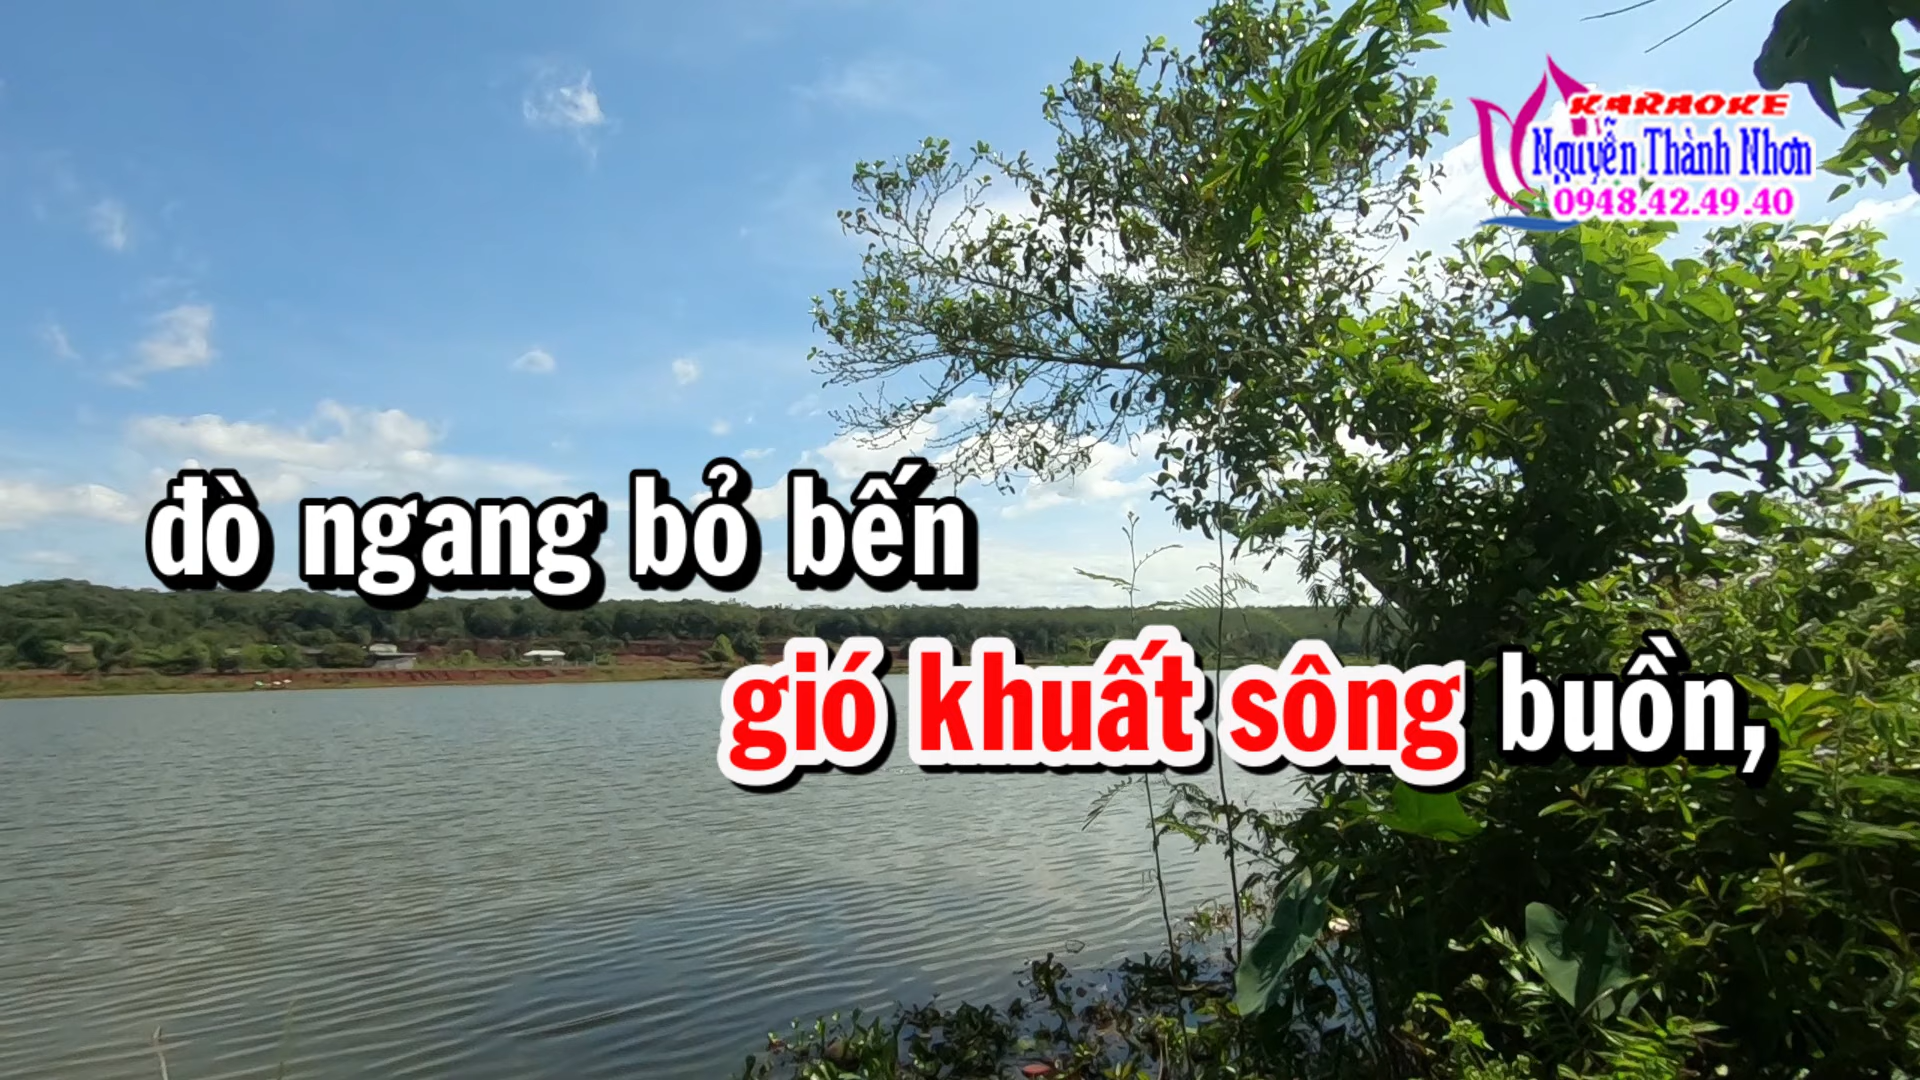 KARAOKE
Nguyễn Thành Nhơn
0948.42.49.40
đò ngang bỏ bến
gió khuất sông buồn,